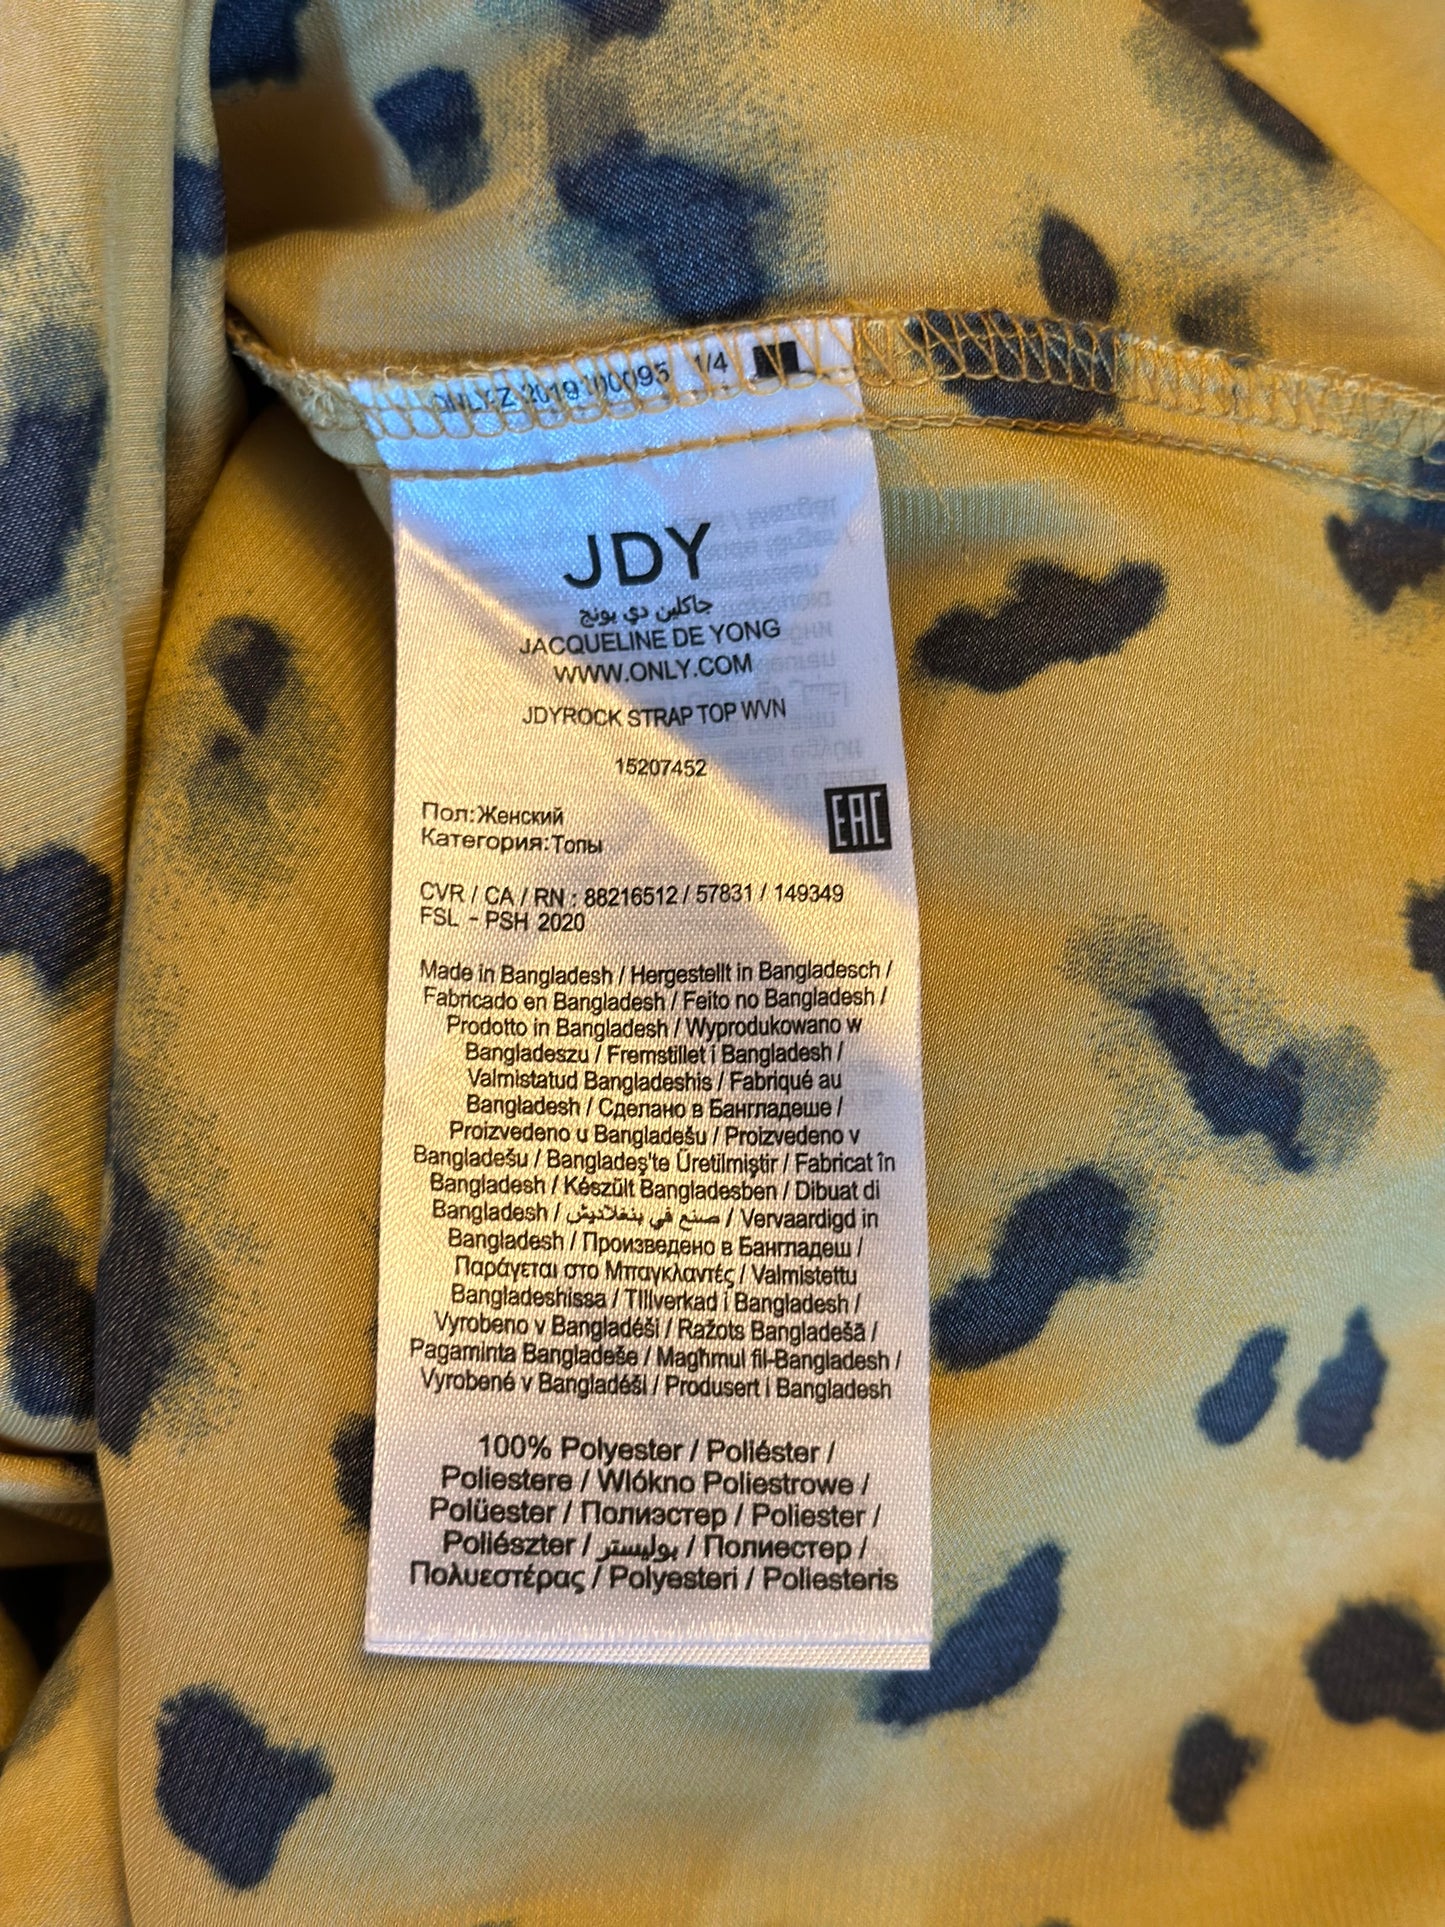 2019100095 1/4
JDY
جاكلين دي يونج
JACQUELINE DE YONG
WWW.ONLY.COM
JDYROCK STRAP TOP WVN
15207452
Пол:Женский
Категория:Топы
EAC
CVR / CA / RN : 88216512 / 57831 / 149349
FSL - PSH 2020
Made in Bangladesh / Hergestellt in Bangladesch /
Fabricado en Bangladesh / Feito no Bangladesh /
Prodotto in Bangladesh / Wyprodukowano w
Bangladeszu / Fremstillet i Bangladesh /
Valmistatud Bangladeshis / Fabriqué au
Bangladesh / Сделано в Бангладеше /
Proizvedeno u Bangladešu / Proizvedeno v
Bangladešu / Bangladeş'te Üretilmiştir / Fabricat în
Bangladesh / Készült Bangladesben / Dibuat di
Bangladesh / صنع في بنغلاديش / Vervaardigd in
Bangladesh / Произведено в Бангладеш /
Παράγεται στο Μπαγκλαντές / Valmistettu
Bangladeshissa / Tillverkad i Bangladesh /
Vyrobeno v Bangladéši / Ražots Bangladešā /
Pagaminta Bangladeše / Magħmul fil-Bangladesh /
Vyrobené v Bangladéši / Produsert i Bangladesh
100% Polyester / Poliéster /
Poliestere / Wlókno Poliestrowe /
Polüester / Полиэстер / Poliester /
Poliészter / بوليستر / Полиестер /
Πολυεστέρας / Polyesteri / Poliesteris